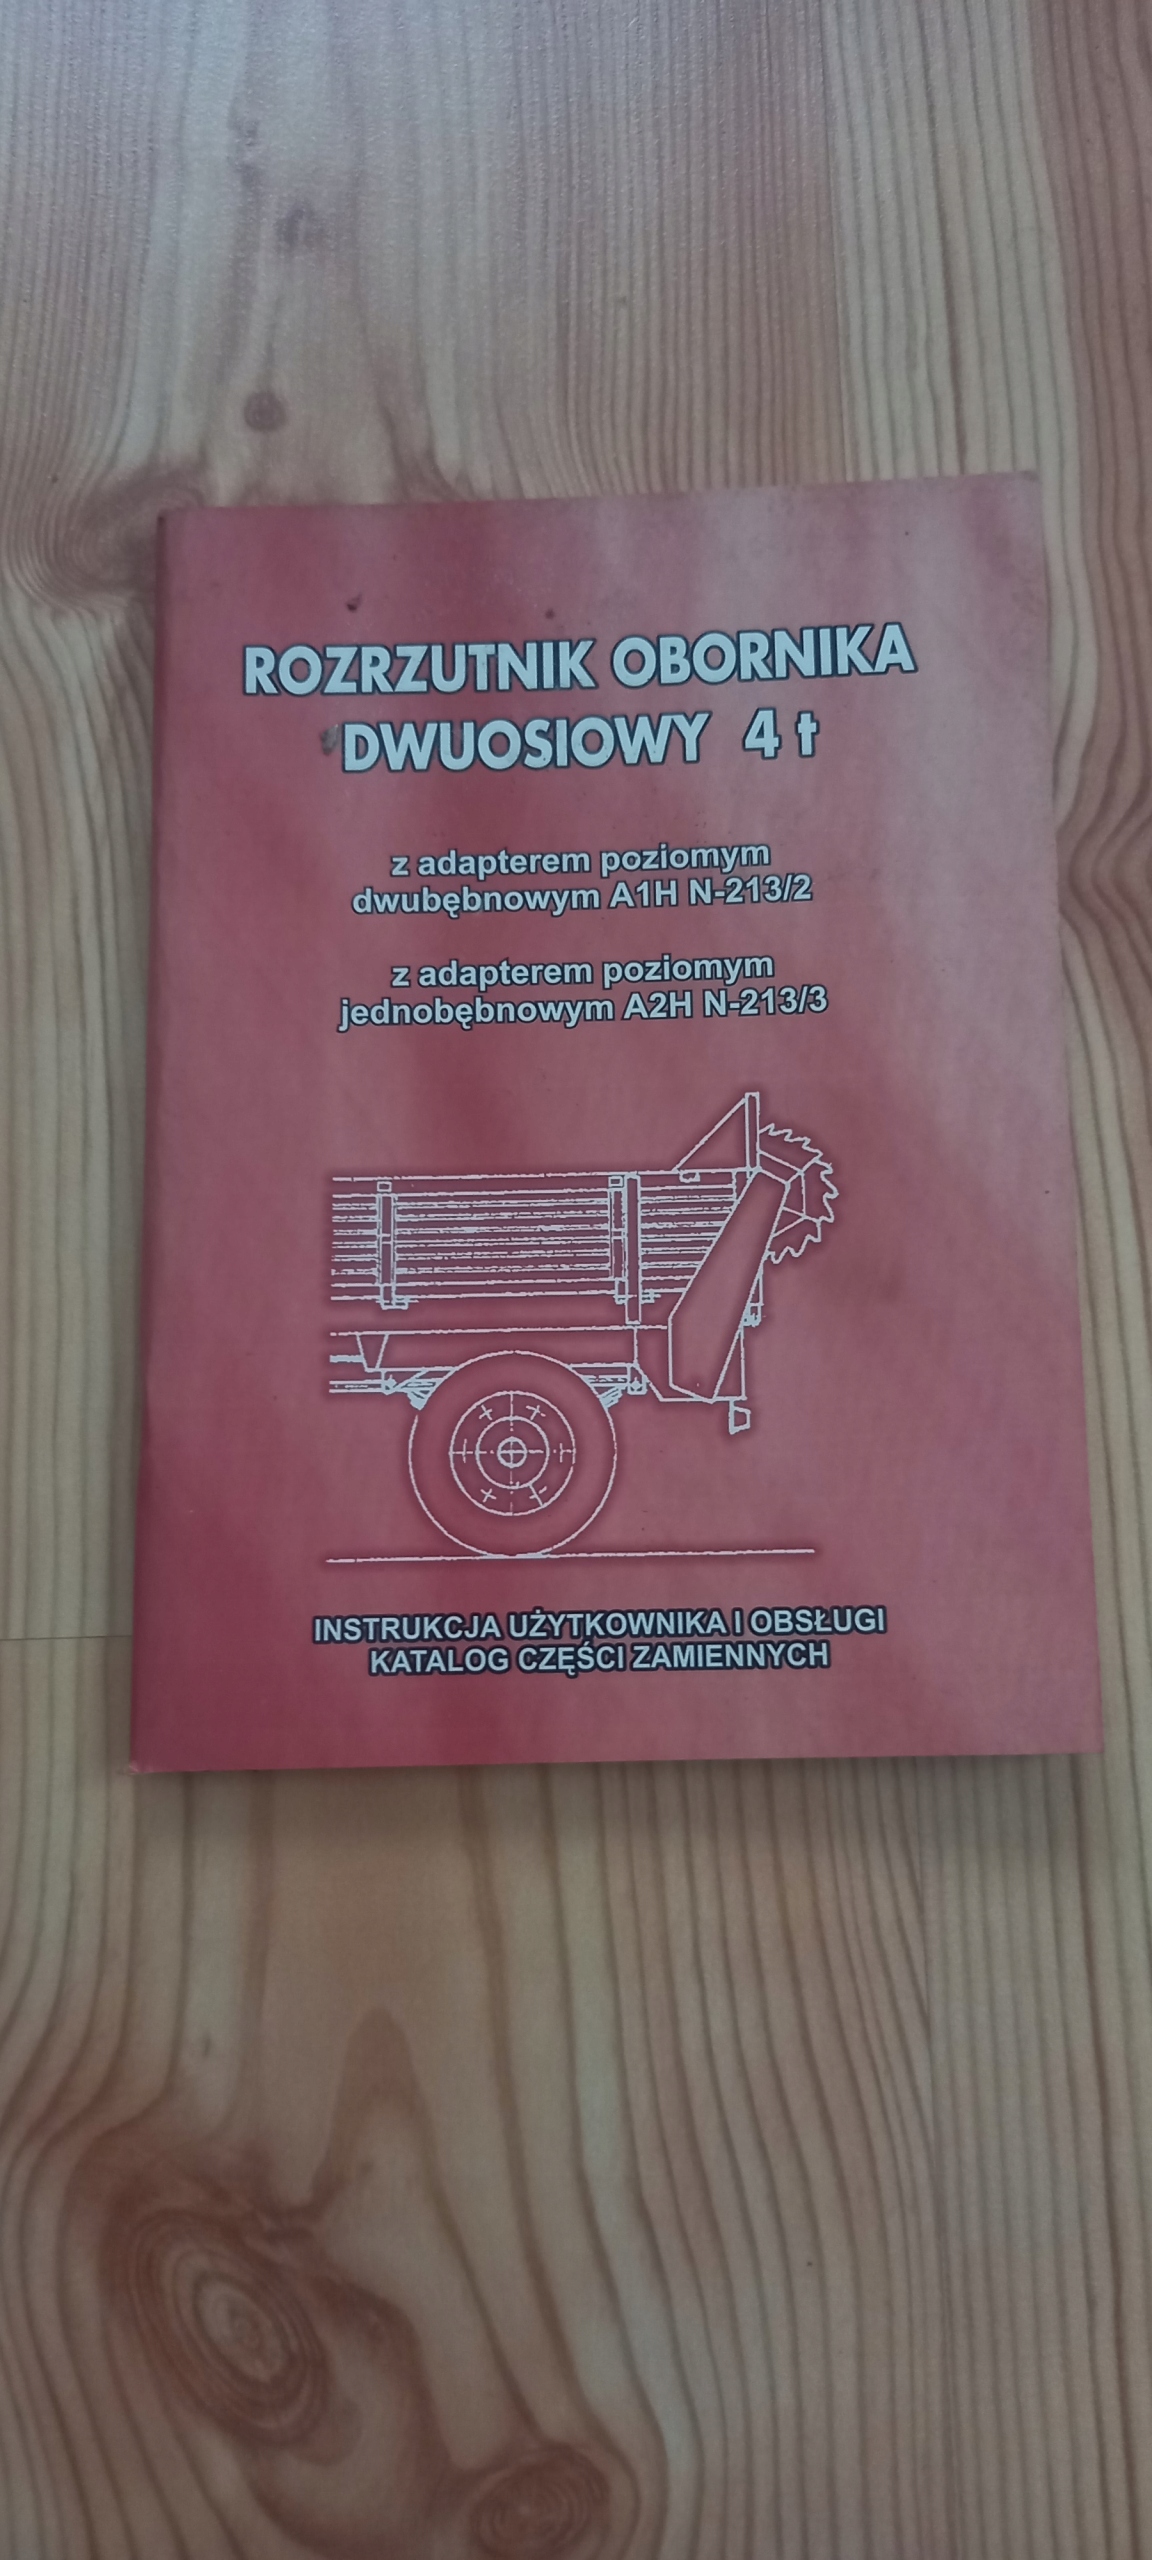 ROZRZUTNIK OBORNIKA
DWUOSIOWY 4 t
z adapterem poziomym
dwubębnowym A1H N-213/2
z adapterem poziomym
jednobębnowym A2H N-213/3
INSTRUKCJA UŻYTKOWNIKA I OBSŁUGI
KATALOG CZĘŚCI ZAMIENNYCH